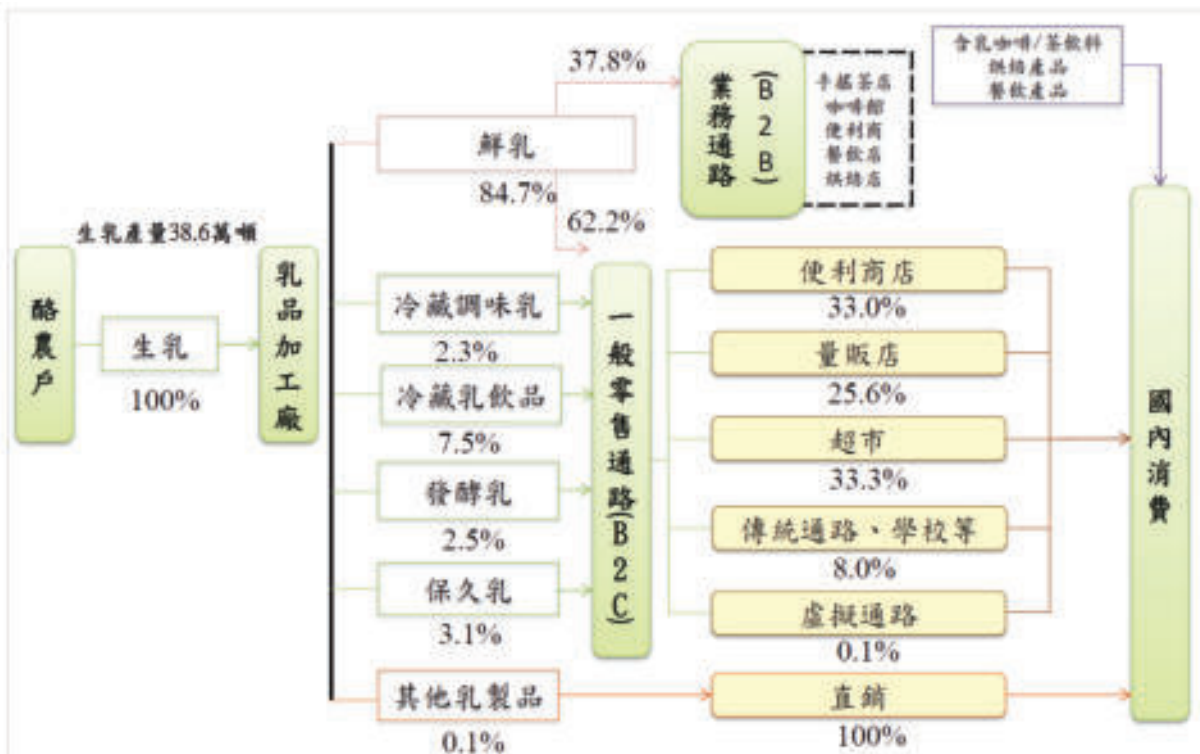 含乳咖啡/茶飲料
烘焙產品
餐飲產品
37.8%
業務通路
(B2B)
手搖茶店
咖啡館
便利商
餐飲店
烘焙店
鮮乳
84.7%
62.2%
生乳產量38.6萬噸
酪農戶
生乳
100%
乳品加工廠
冷藏調味乳
2.3%
冷藏乳飲品
7.5%
發酵乳
2.5%
保久乳
3.1%
其他乳製品
0.1%
一般零售通路(B2C)
便利商店
33.0%
量販店
25.6%
超市
33.3%
傳統通路、學校等
8.0%
虛擬通路
0.1%
直銷
100%
國內消費